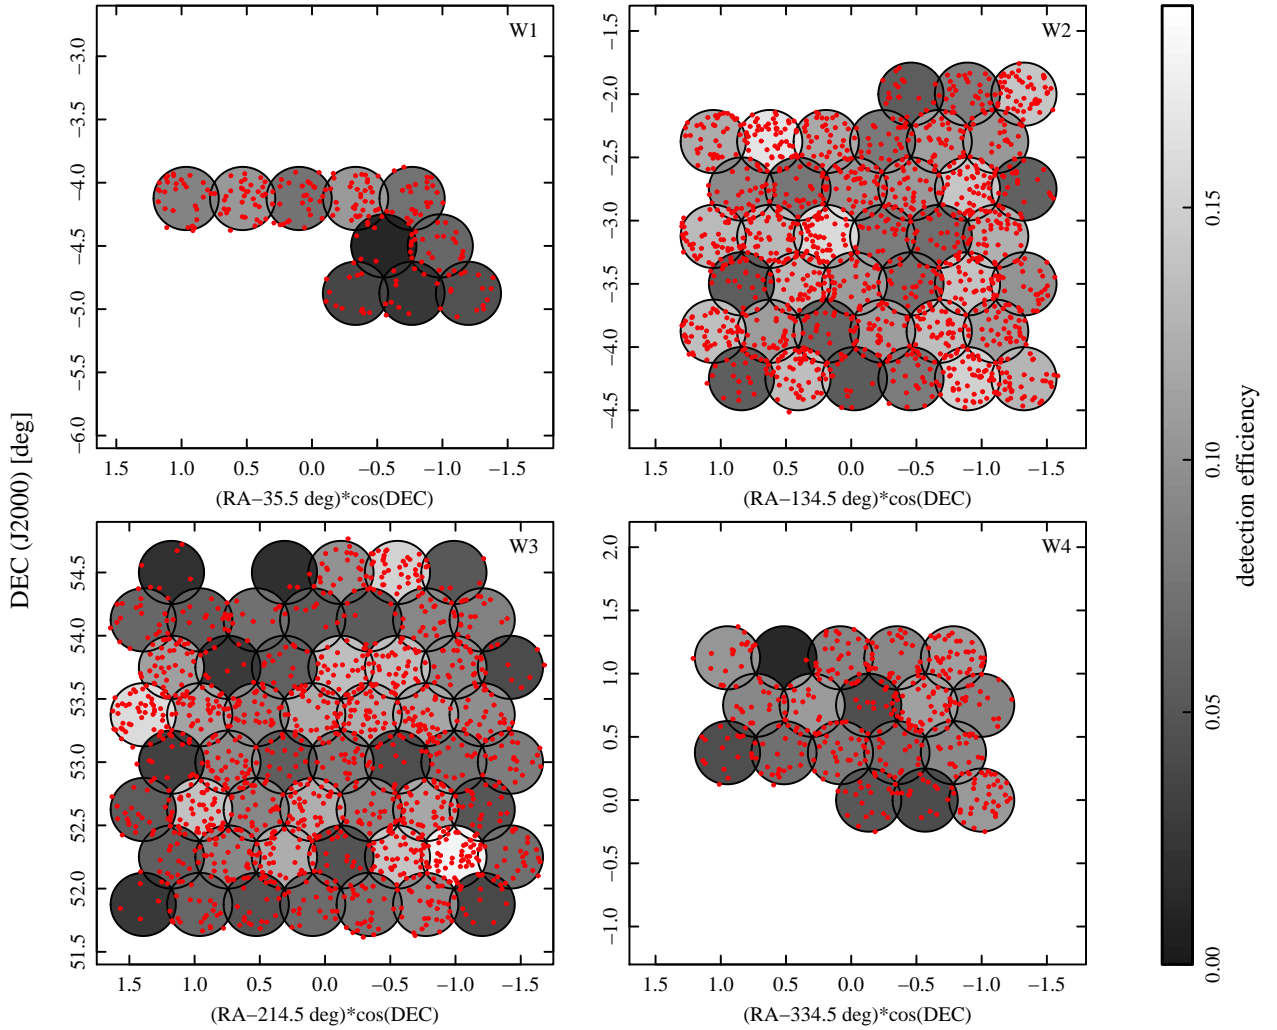 W1
−3.0
−3.5
−4.0
−4.5
−5.0
−5.5
−6.0
1.5 1.0 0.5 0.0 −0.5 −1.0 −1.5
(RA−35.5 deg)*cos(DEC)
W2
−1.5
−2.0
−2.5
−3.0
−3.5
−4.0
−4.5
1.5 1.0 0.5 0.0 −0.5 −1.0 −1.5
(RA−134.5 deg)*cos(DEC)
DEC (J2000) [deg]
W3
54.5
54.0
53.5
53.0
52.5
52.0
51.5
1.5 1.0 0.5 0.0 −0.5 −1.0 −1.5
(RA−214.5 deg)*cos(DEC)
W4
2.0
1.5
1.0
0.5
0.0
−0.5
−1.0
1.5 1.0 0.5 0.0 −0.5 −1.0 −1.5
(RA−334.5 deg)*cos(DEC)
0.15
0.10
0.05
0.00
detection efficiency